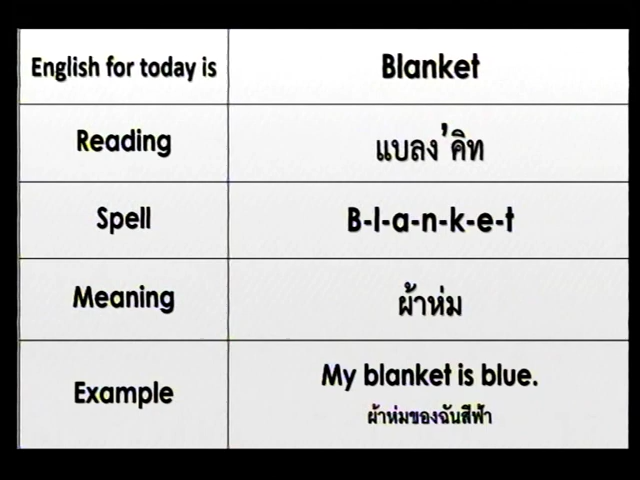 English for today is
Blanket
Reading
แบลง'คิท
Spell
B-l-a-n-k-e-t
Meaning
ผ้าห่ม
Example
My blanket is blue.
ผ้าห่มของฉันสีฟ้า